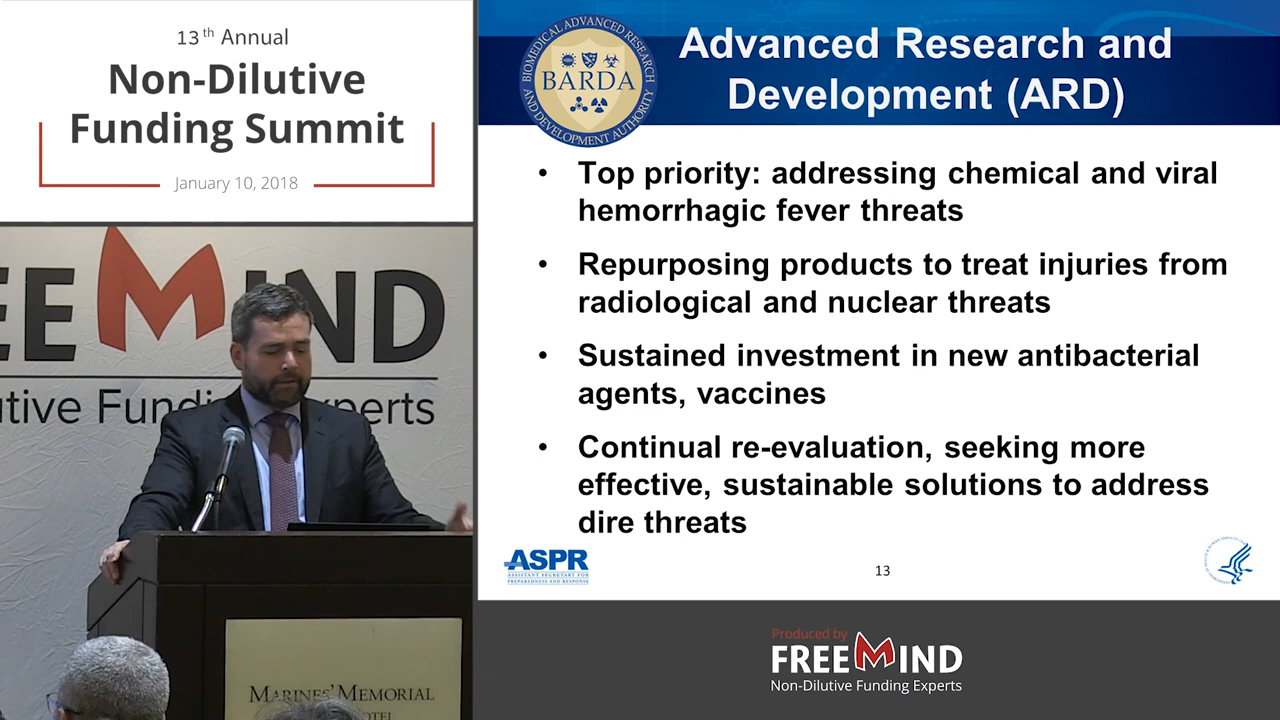 13th Annual
Non-Dilutive
Funding Summit
January 10, 2018
EE MIND
utive Fund perts
MARINES' MEMORIAL
BIOMEDICAL ADVANCED RESEARCH
AND DEVELOPMENT AUTHORITY
BARDA
Advanced Research and
Development (ARD)
• Top priority: addressing chemical and viral
hemorrhagic fever threats
• Repurposing products to treat injuries from
radiological and nuclear threats
• Sustained investment in new antibacterial
agents, vaccines
• Continual re-evaluation, seeking more
effective, sustainable solutions to address
dire threats
ASPR
ASSISTANT SECRETARY FOR
PREPAREDNESS AND RESPONSE
13
Produced by
FREEMIND
Non-Dilutive Funding Experts